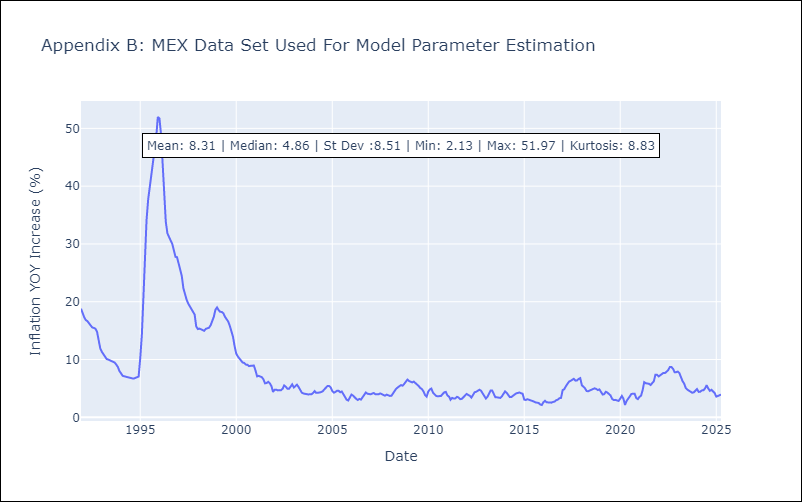 Appendix B: MEX Data Set Used For Model Parameter Estimation
Mean: 8.31 | Median: 4.86 | St Dev :8.51 | Min: 2.13 | Max: 51.97 | Kurtosis: 8.83
Inflation YOY Increase (%)
50
40
30
20
10
0
1995 2000 2005 2010 2015 2020 2025
Date